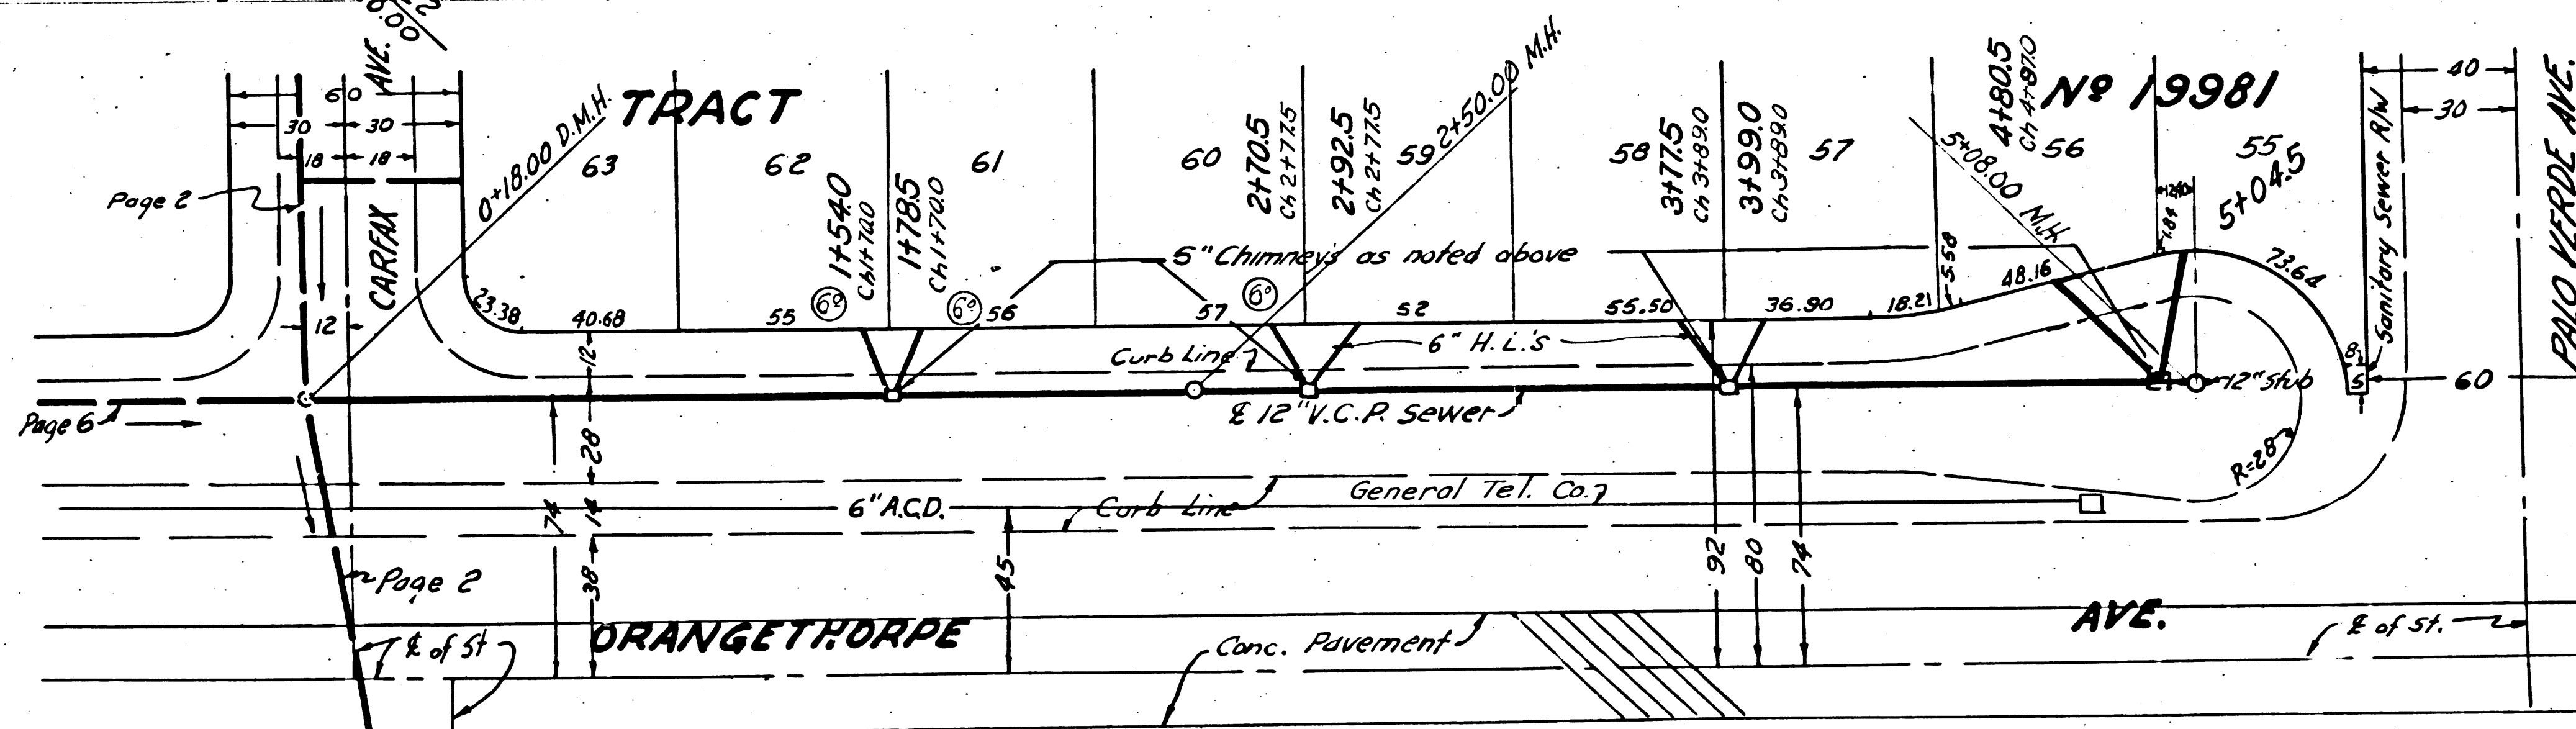 TRACT
Nº 19981
CARFAX AVE.
60
30 30
18 18
12
Page 2
0+18.00 D.M.H.
63
62
61
60
59
58
57
56
55
1+54.0
Ch 1+70.0
1+78.5
Ch 1+70.0
2+70.5
Ch 2+77.5
2+92.5
Ch 2+77.5
2+50.00 M.H.
3+77.5
Ch 3+89.0
3+99.0
Ch 3+89.0
4+80.5
Ch 4+87.0
5+08.00 M.H.
5+04.5
40
30
PALO VERDE AVE.
Sanitary Sewer R/W
5" Chimney's as noted above
23.38
40.68
55
6º
6º
56
57
6º
52
55.50
36.90
18.21
5.58
48.16
7.84
73.64
8
5
60
12
Curb Line
6" H.L.'s
12" Stub
Page 6
℄ 12" V.C.P. Sewer
28
R=28
6" A.C.D.
Curb Line
General Tel. Co.
74
14
38
45
92
80
74
Page 2
℄ of St
ORANGETHORPE AVE.
Conc. Pavement
℄ of St.